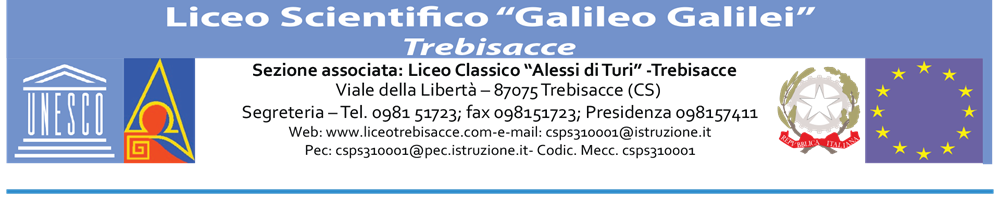 Liceo Scientifico “Galileo Galilei”
Trebisacce
Sezione associata: Liceo Classico “Alessi di Turi” -Trebisacce
Viale della Libertà – 87075 Trebisacce (CS)
Segreteria – Tel. 0981 51723; fax 098151723; Presidenza 098157411
Web: www.liceotrebisacce.com-e-mail: csps310001@istruzione.it
Pec: csps310001@pec.istruzione.it- Codic. Mecc. csps310001
UNESCO
REPUBBLICA ITALIANA